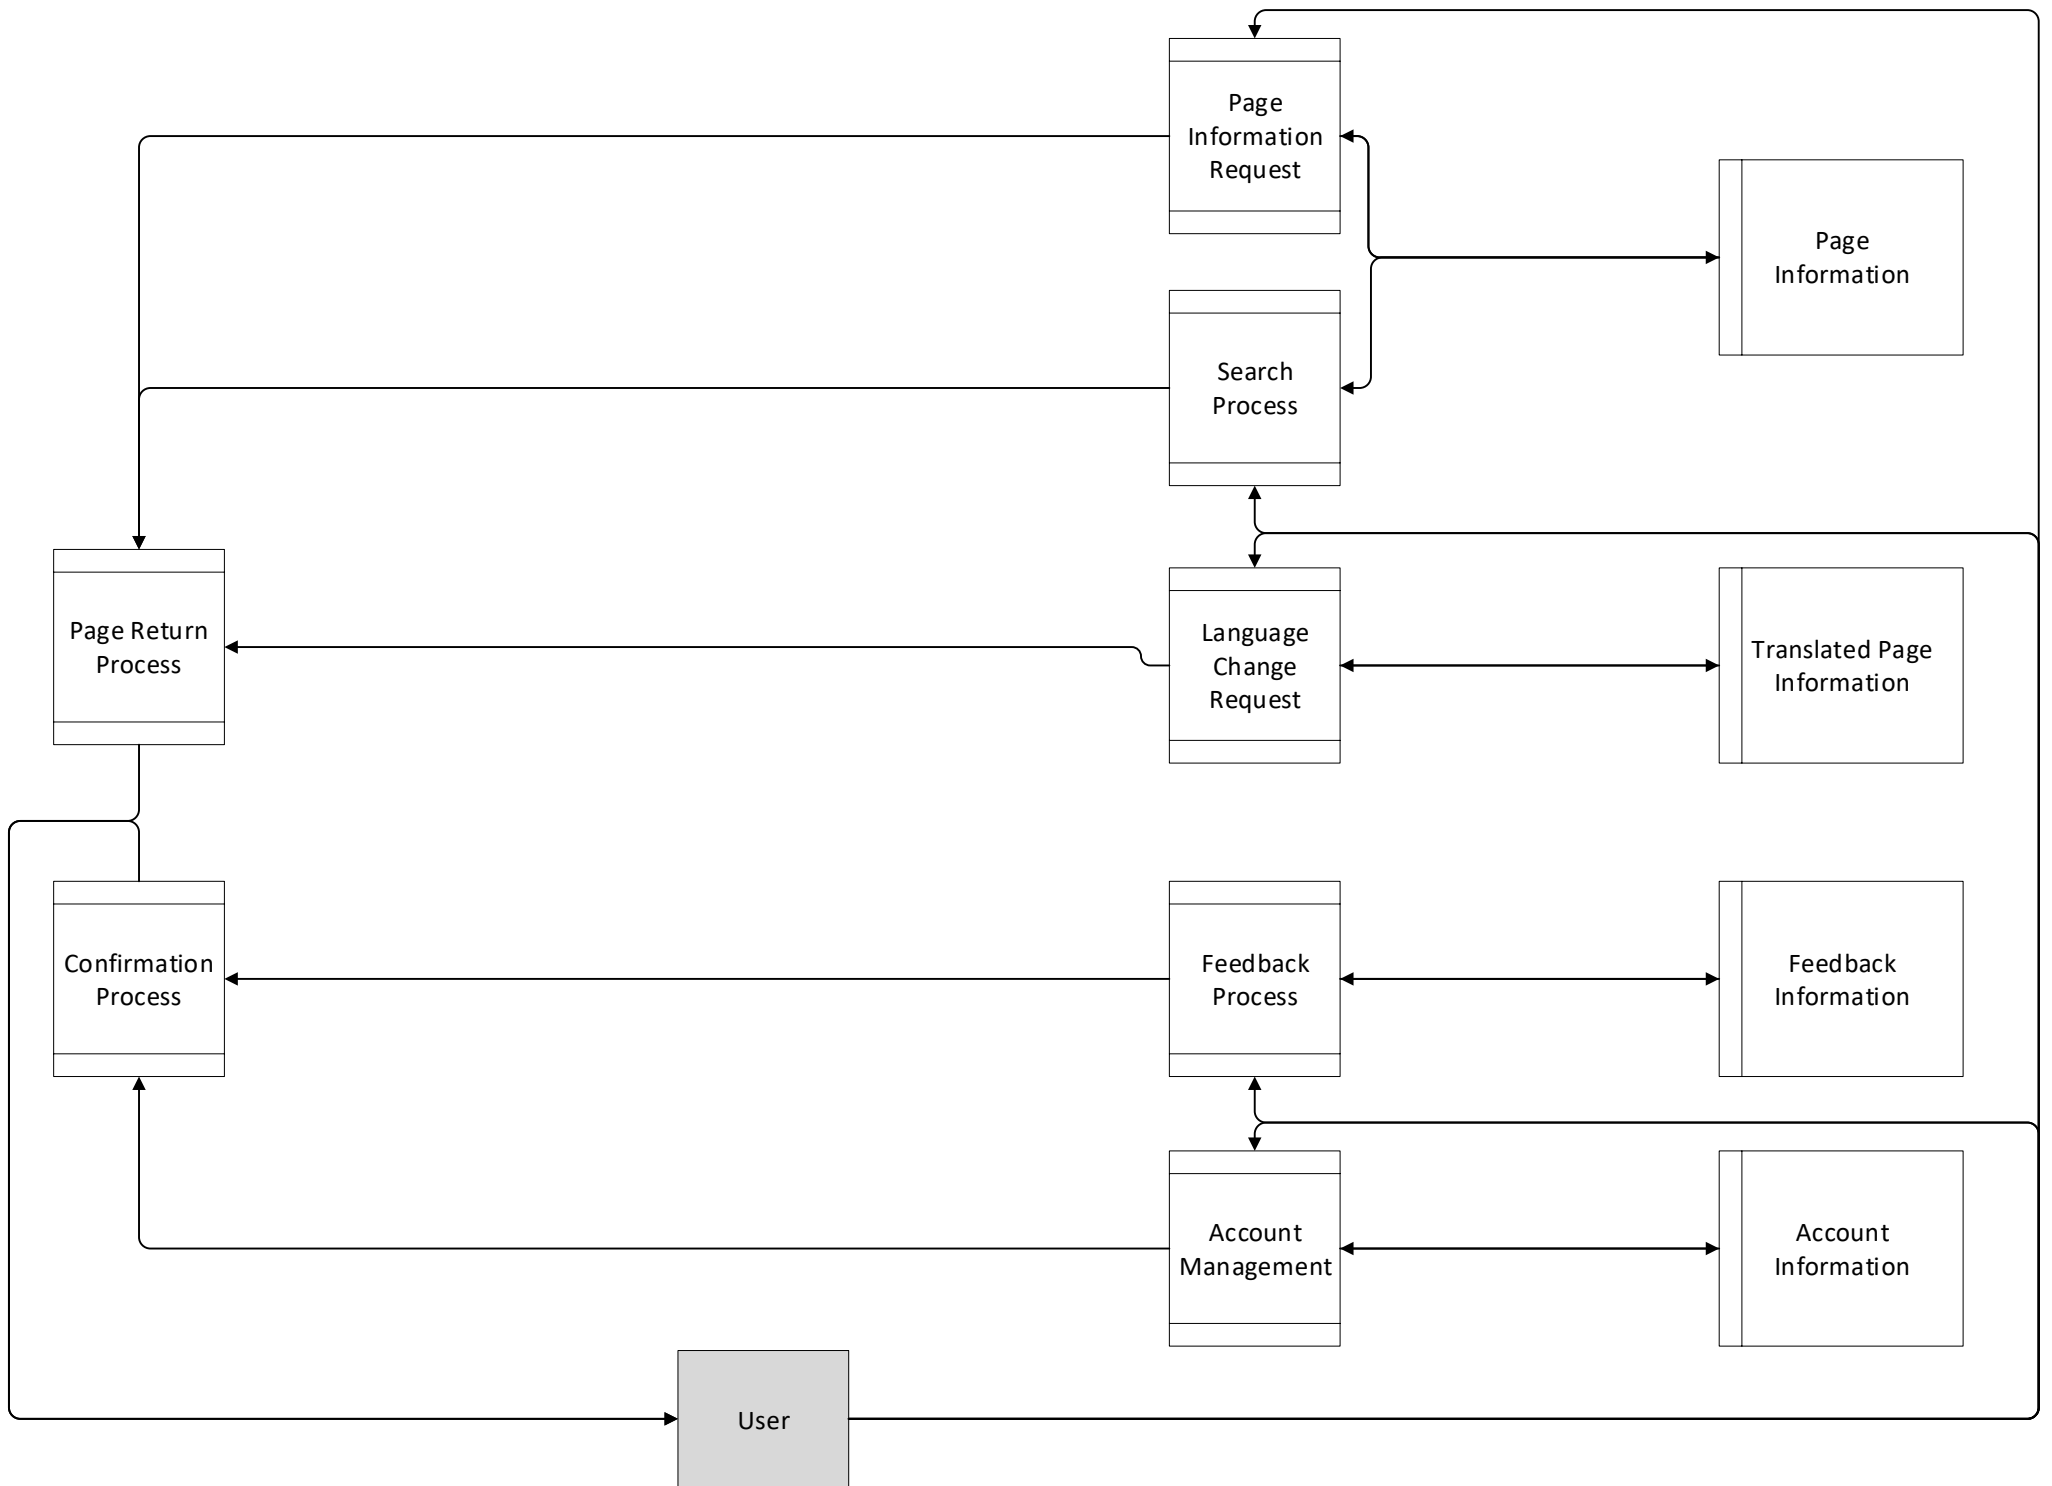 Page
Information
Request
Page
Information
Search
Process
Page Return
Process
Language
Change
Request
Translated Page
Information
Confirmation
Process
Feedback
Process
Feedback
Information
Account
Management
Account
Information
User